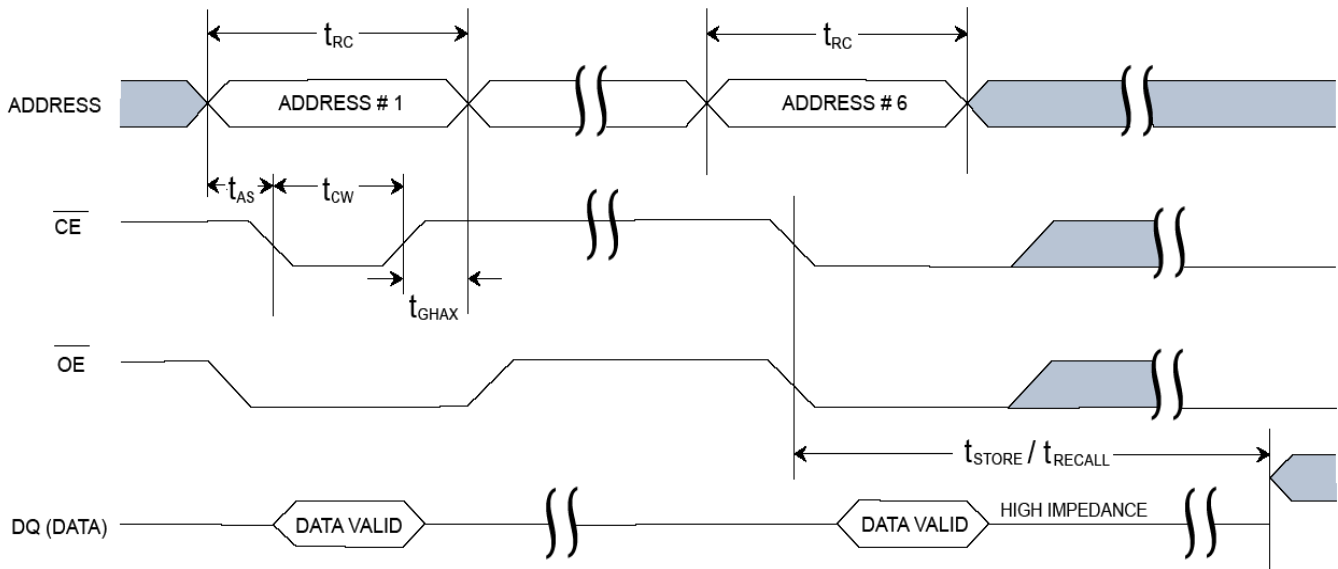 tRC
tRC
ADDRESS
ADDRESS # 1
ADDRESS # 6
tAS
tCW
CE
tGHAX
OE
tSTORE / tRECALL
DQ (DATA)
DATA VALID
DATA VALID
HIGH IMPEDANCE